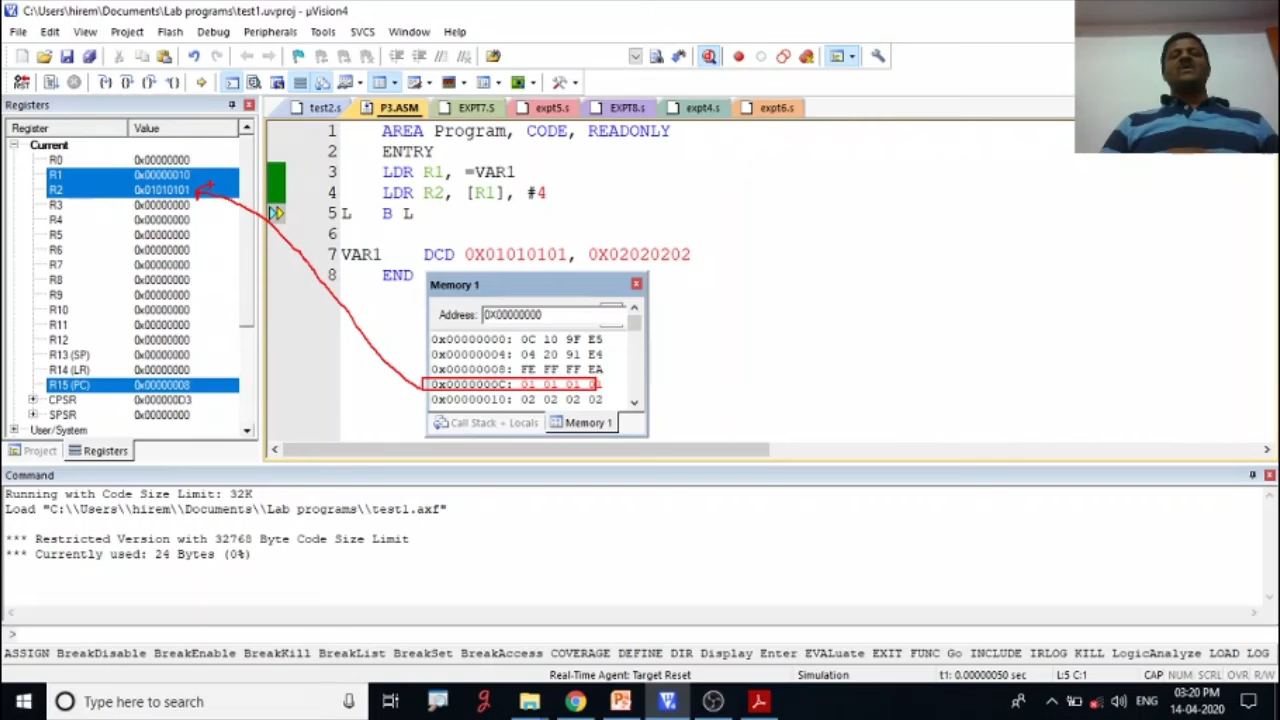 C:\Users\hirem\Documents\Lab programs\test1.uvproj - µVision4
File Edit View Project Flash Debug Peripherals Tools SVCS Window Help
Registers
test2.s P3.ASM EXPT7.S expt5.s EXPT8.s expt4.s expt6.s
Register Value
Current
R0 0x00000000
R1 0x00000010
R2 0x01010101
R3 0x00000000
R4 0x00000000
R5 0x00000000
R6 0x00000000
R7 0x00000000
R8 0x00000000
R9 0x00000000
R10 0x00000000
R11 0x00000000
R12 0x00000000
R13 (SP) 0x00000000
R14 (LR) 0x00000000
R15 (PC) 0x00000008
CPSR 0x000000D3
SPSR 0x00000000
User/System
Project Registers
1 AREA Program, CODE, READONLY
2 ENTRY
3 LDR R1, =VAR1
4 LDR R2, [R1], #4
5 L B L
6
7 VAR1 DCD 0X01010101, 0X02020202
8 END
Memory 1
Address: 0X00000000
0x00000000: 0C 10 9F E5
0x00000004: 04 20 91 E4
0x00000008: FE FF FF EA
0x0000000C: 01 01 01 01
0x00000010: 02 02 02 02
Call Stack + Locals Memory 1
Command
Running with Code Size Limit: 32K
Load "C:\\Users\\hirem\\Documents\\Lab programs\\test1.axf"
*** Restricted Version with 32768 Byte Code Size Limit
*** Currently used: 24 Bytes (0%)
>
ASSIGN BreakDisable BreakEnable BreakKill BreakList BreakSet BreakAccess COVERAGE DEFINE DIR Display Enter EVALuate EXIT FUNC Go INCLUDE IRLOG KILL LogicAnalyze LOAD LOG
Real-Time Agent: Target Reset Simulation t1: 0.00000050 sec L:5 C:1 CAP NUM SCRL OVR R/W
Type here to search
ENG
03:20 PM
14-04-2020